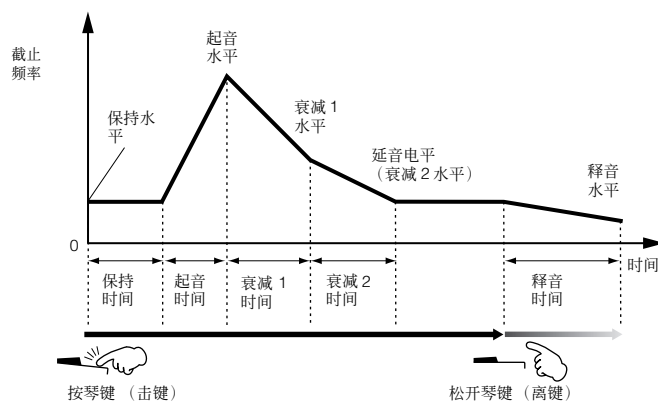 截止
频率
起音
水平
保持水
平
衰减 1
水平
延音电平
（衰减 2 水平）
释音
水平
0
时间
保持
时间
起音
时间
衰减 1
时间
衰减 2
时间
释音
时间
按琴键 （击键）
松开琴键（离键）